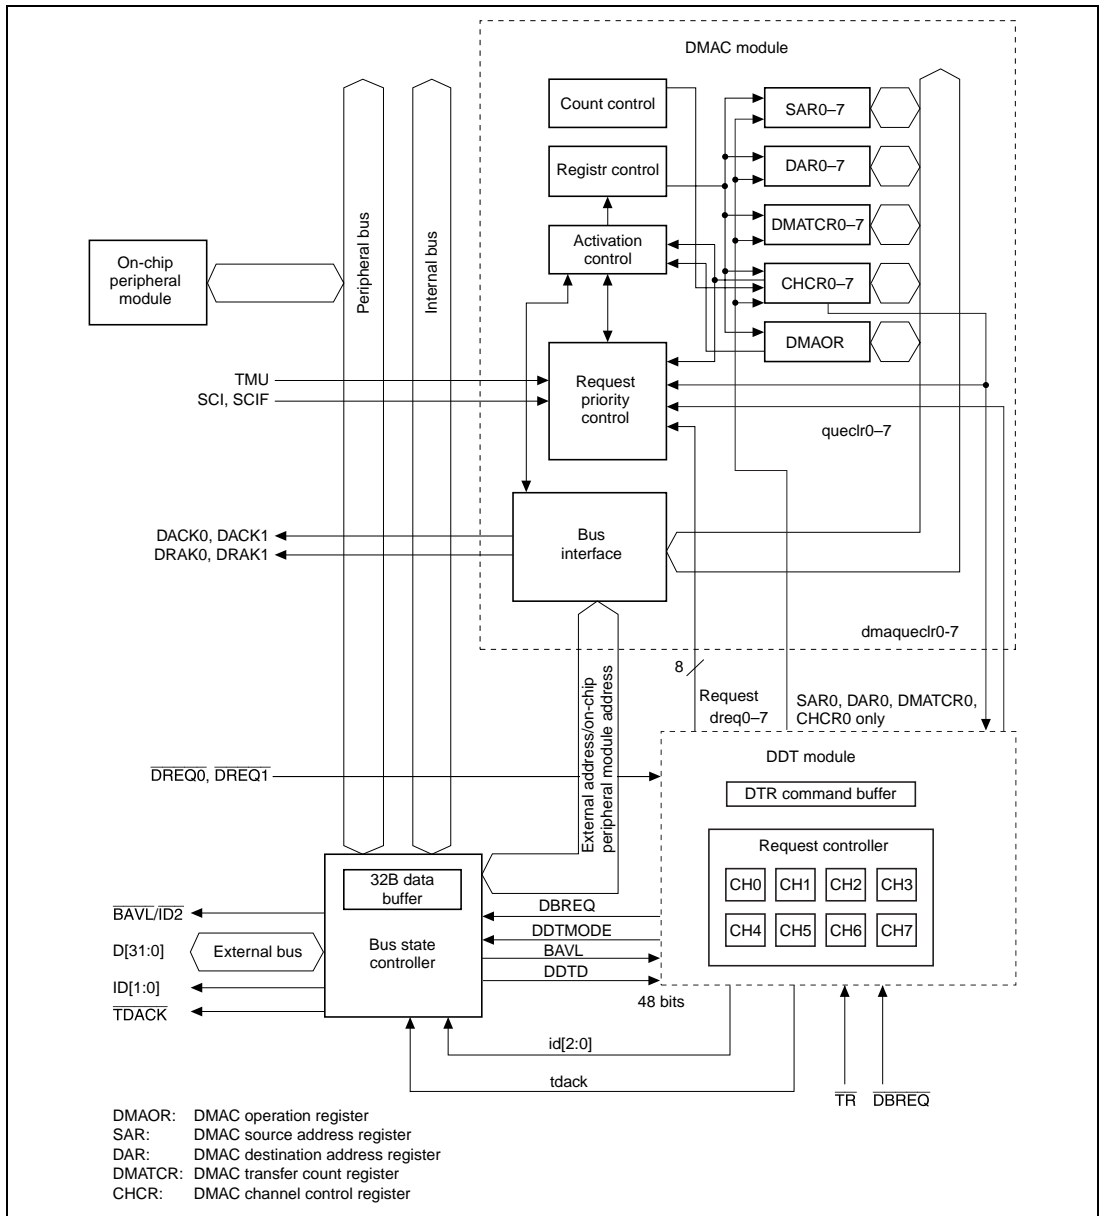 DMAC module
Count control
SAR0–7
Registr control
DAR0–7
DMATCR0–7
Activation
control
CHCR0–7
DMAOR
On-chip
peripheral
module
Peripheral bus
Internal bus
TMU
SCI, SCIF
Request
priority
control
queclr0–7
DACK0, DACK1
DRAK0, DRAK1
Bus
interface
dmaqueclr0-7
8
Request
dreq0–7
SAR0, DAR0, DMATCR0,
CHCR0 only
External address/on-chip
peripheral module address
DREQ0, DREQ1
DDT module
DTR command buffer
Request controller
CH0 CH1 CH2 CH3
CH4 CH5 CH6 CH7
32B data
buffer
Bus state
controller
BAVL/ID2
D[31:0]
External bus
ID[1:0]
TDACK
DBREQ
DDTMODE
BAVL
DDTD
48 bits
id[2:0]
tdack
TR
DBREQ
DMAOR: DMAC operation register
SAR: DMAC source address register
DAR: DMAC destination address register
DMATCR: DMAC transfer count register
CHCR: DMAC channel control register